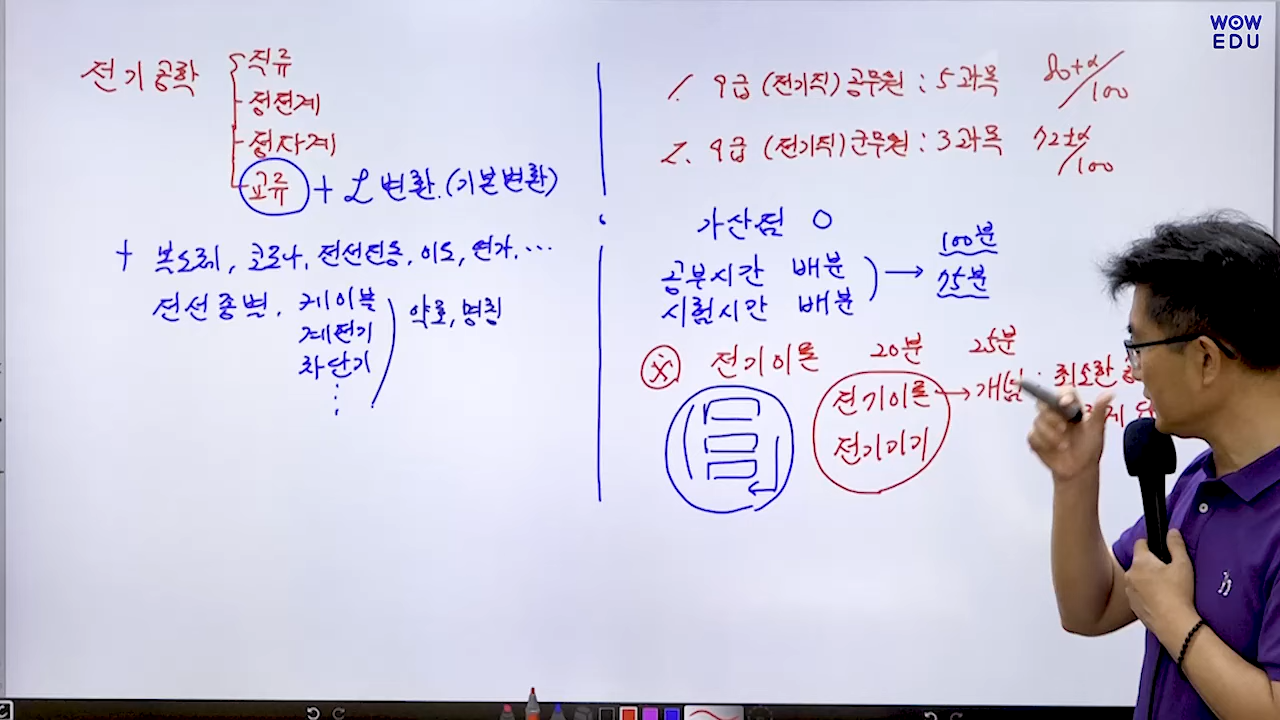 WOW
EDU
전기공학
직류
정전계
정자계
교류 + ℒ 변환.(기본변환)
+ 복소레, 코로나, 전선진동, 이도, 연가, ...
전선종별. 케이블
계전기
차단기
약호, 명칭
1. 9급 (전기직) 공무원 : 5과목 80+α/100
2. 9급 (전기직) 군무원 : 3과목 72±α/100
가산점 O
공부시간 배분
시험시간 배분
→ 100분
75분
※ 전기이론 20분 25분
전기이론 → 개념 : 최소한
전기기기